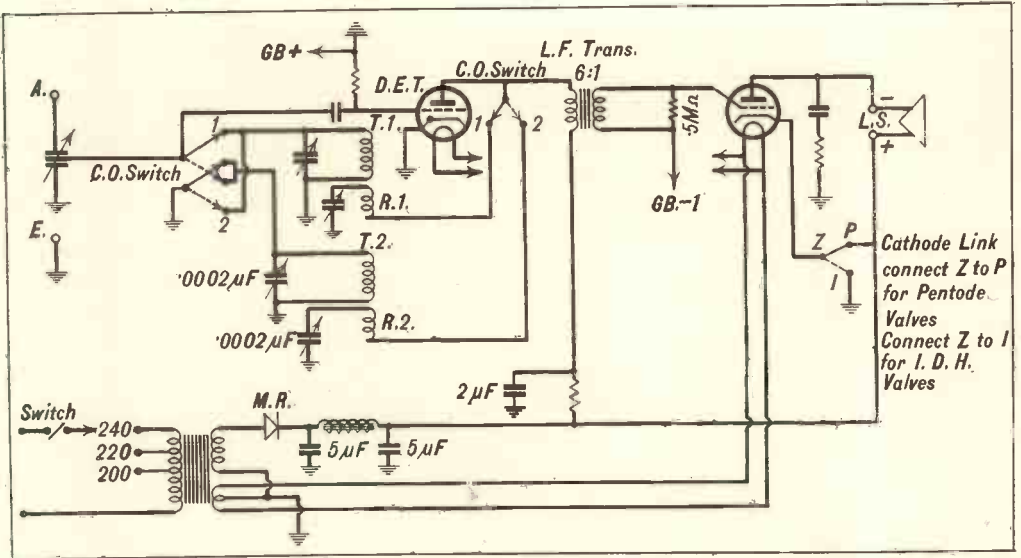 GB+
L.F. Trans.
6:1
A.
D.E.T.
C.O.Switch
1
T.1.
1
2
·5MΩ
-
L.S.
+
C.O.Switch
2
R.1.
GB.-1
E.
T.2.
Z
P
I
·0002μF
·0002μF
R.2.
Cathode Link
connect Z to P
for Pentode
Valves
Connect Z to I
for I. D. H.
Valves
2μF
Switch
M.R.
240
220
200
5μF
5μF